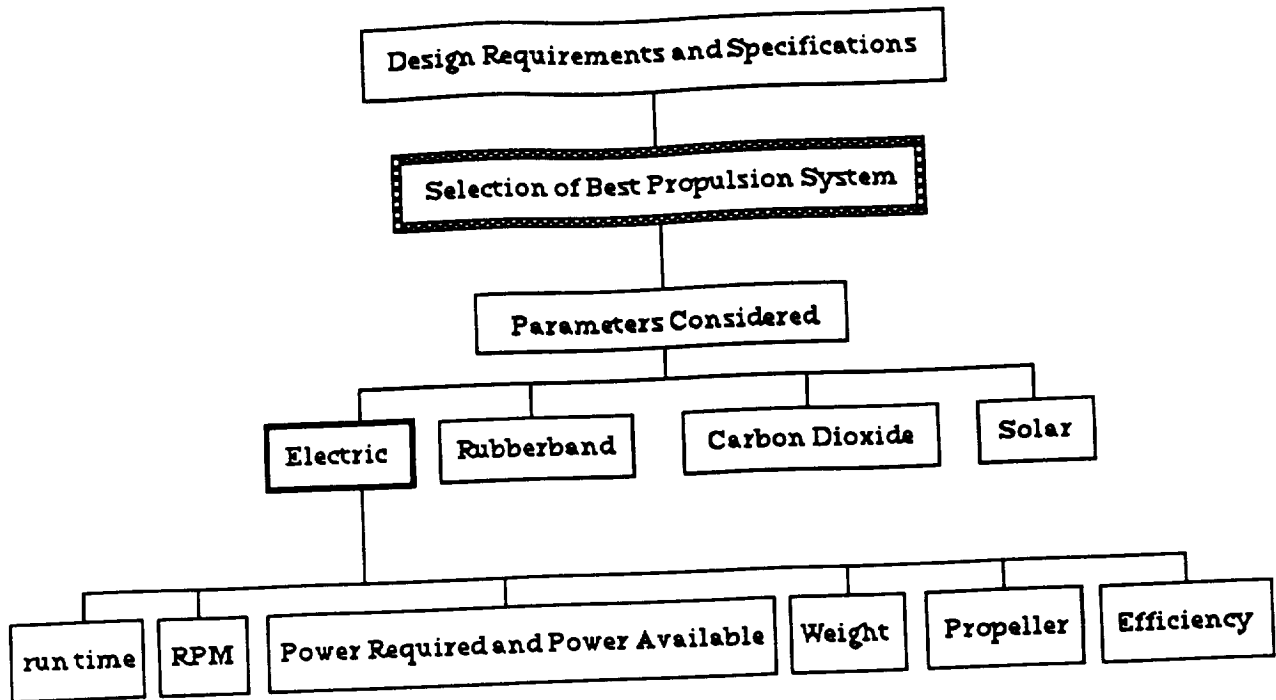 Design Requirements and Specifications
Selection of Best Propulsion System
Parameters Considered
Electric
Rubberband
Carbon Dioxide
Solar
run time
RPM
Power Required and Power Available
Weight
Propeller
Efficiency